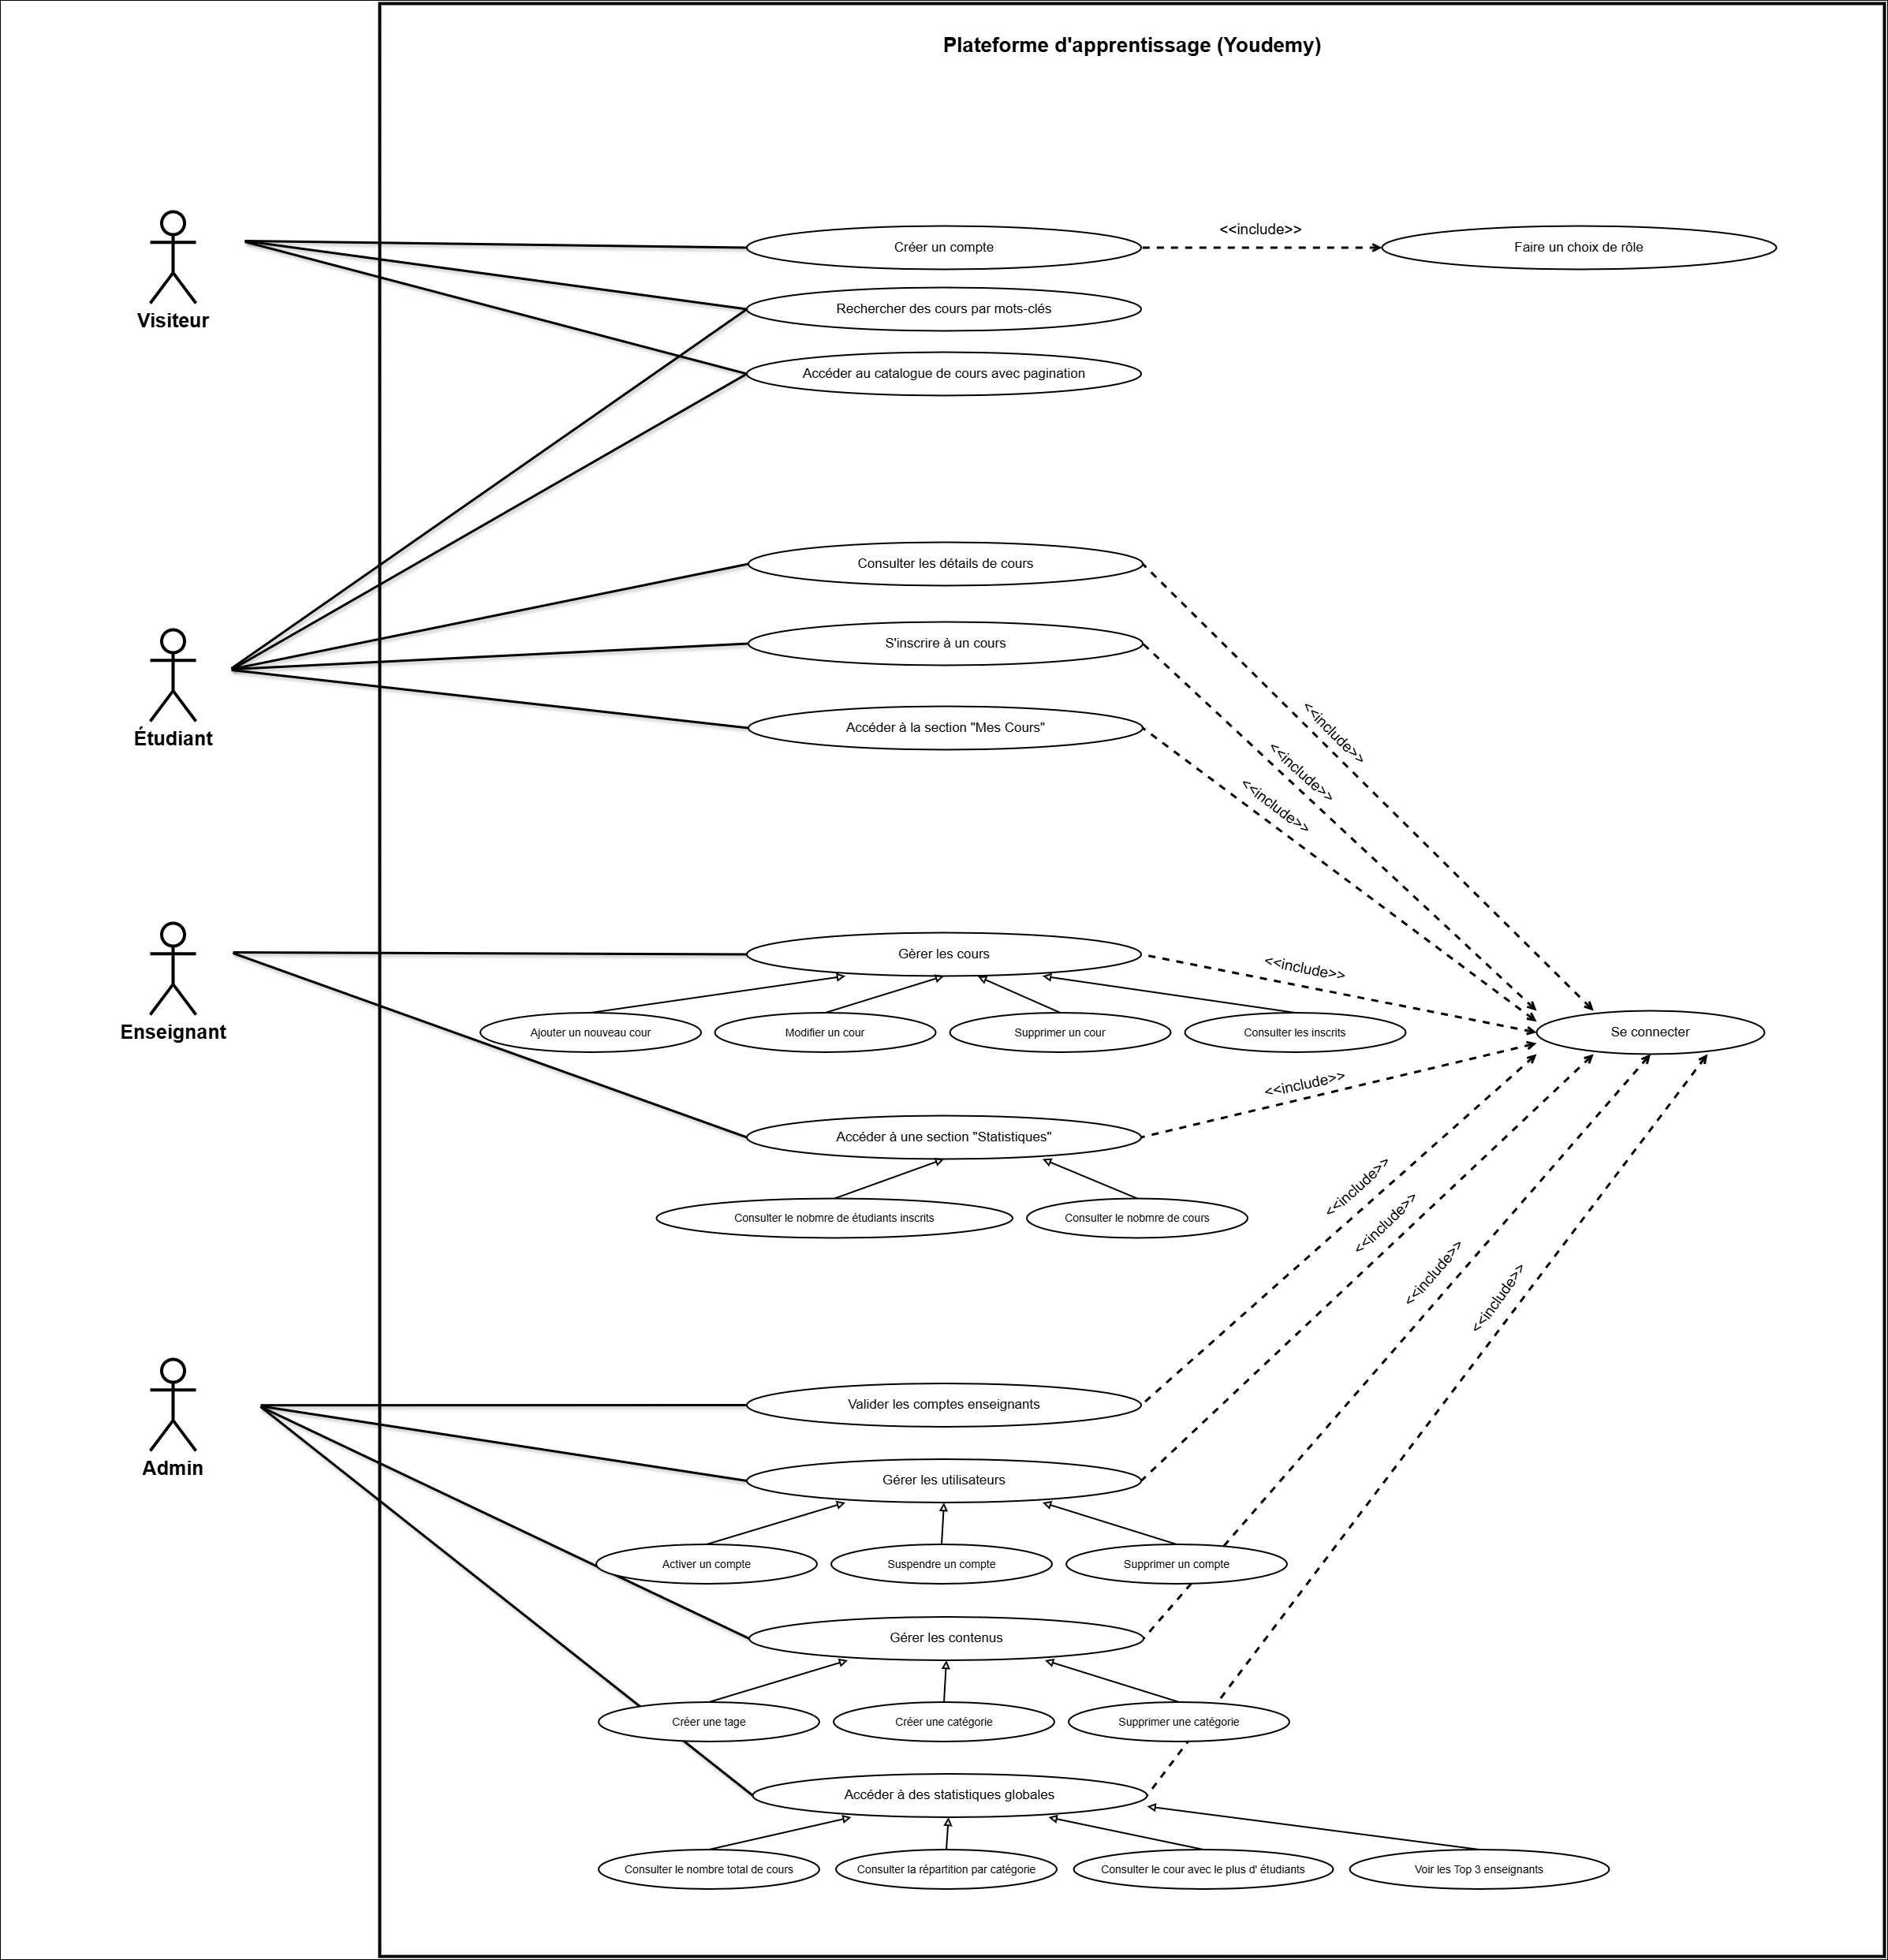 Plateforme d'apprentissage (Youdemy)
Visiteur
Créer un compte
<<include>>
Faire un choix de rôle
Rechercher des cours par mots-clés
Accéder au catalogue de cours avec pagination
Étudiant
Consulter les détails de cours
S'inscrire à un cours
Accéder à la section "Mes Cours"
<<include>>
<<include>>
<<include>>
Enseignant
Gèrer les cours
<<include>>
Ajouter un nouveau cour
Modifier un cour
Supprimer un cour
Consulter les inscrits
Se connecter
<<include>>
Accéder à une section "Statistiques"
Consulter le nobmre de étudiants inscrits
Consulter le nobmre de cours
<<include>>
<<include>>
<<include>>
<<include>>
Admin
Valider les comptes enseignants
Gérer les utilisateurs
Activer un compte
Suspendre un compte
Supprimer un compte
Gérer les contenus
Créer une tage
Créer une catégorie
Supprimer une catégorie
Accéder à des statistiques globales
Consulter le nombre total de cours
Consulter la répartition par catégorie
Consulter le cour avec le plus d' étudiants
Voir les Top 3 enseignants